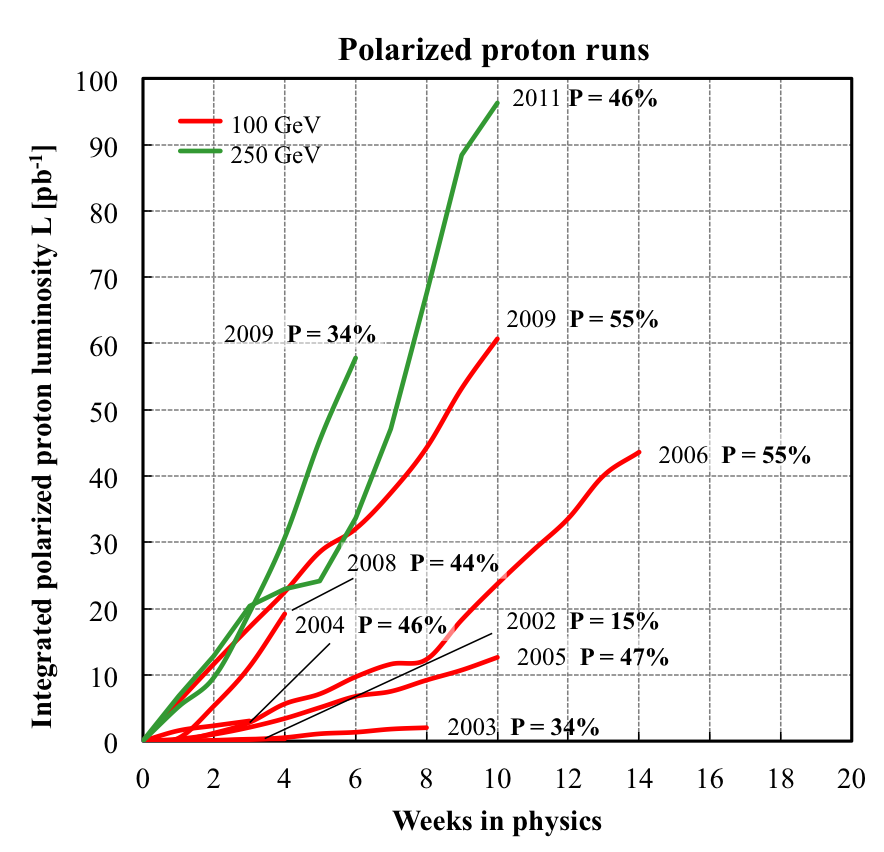 Polarized proton runs
100
90
80
70
60
50
40
30
20
10
0
Integrated polarized proton luminosity L [pb⁻¹]
100 GeV
250 GeV
2011 P = 46%
2009 P = 55%
2009 P = 34%
2006 P = 55%
2008 P = 44%
2004 P = 46%
2002 P = 15%
2005 P = 47%
2003 P = 34%
0 2 4 6 8 10 12 14 16 18 20
Weeks in physics